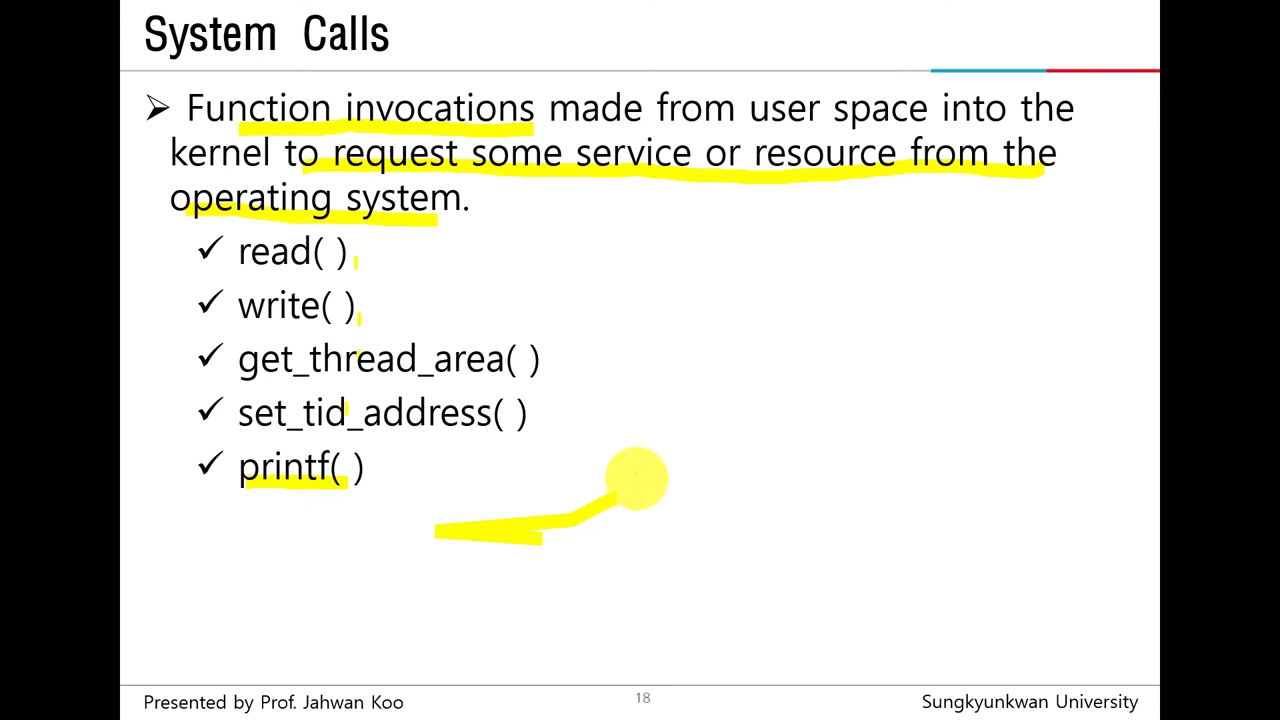 System Calls
➢ Function invocations made from user space into the
kernel to request some service or resource from the
operating system.
✓ read( )
✓ write( )
✓ get_thread_area( )
✓ set_tid_address( )
✓ printf( )
Presented by Prof. Jahwan Koo
18
Sungkyunkwan University